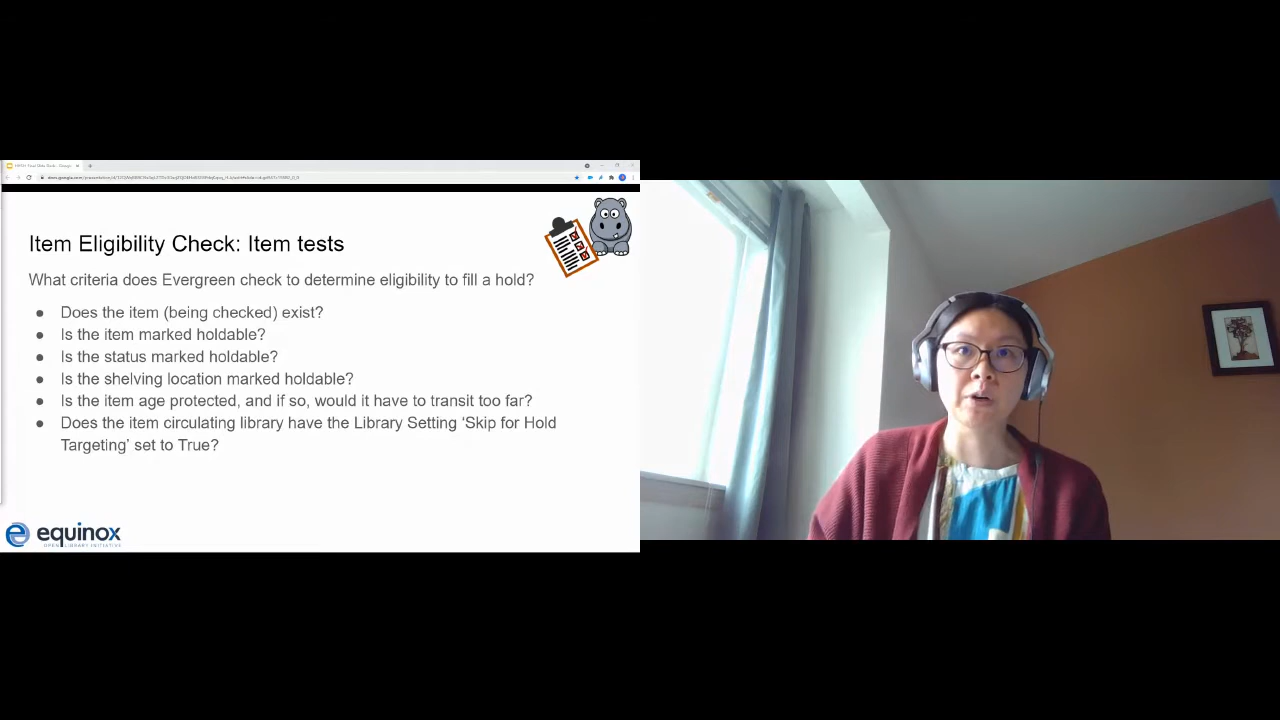 Item Eligibility Check: Item tests
What criteria does Evergreen check to determine eligibility to fill a hold?
● Does the item (being checked) exist?
● Is the item marked holdable?
● Is the status marked holdable?
● Is the shelving location marked holdable?
● Is the item age protected, and if so, would it have to transit too far?
● Does the item circulating library have the Library Setting ‘Skip for Hold
Targeting’ set to True?
equinox
OPEN LIBRARY INITIATIVE